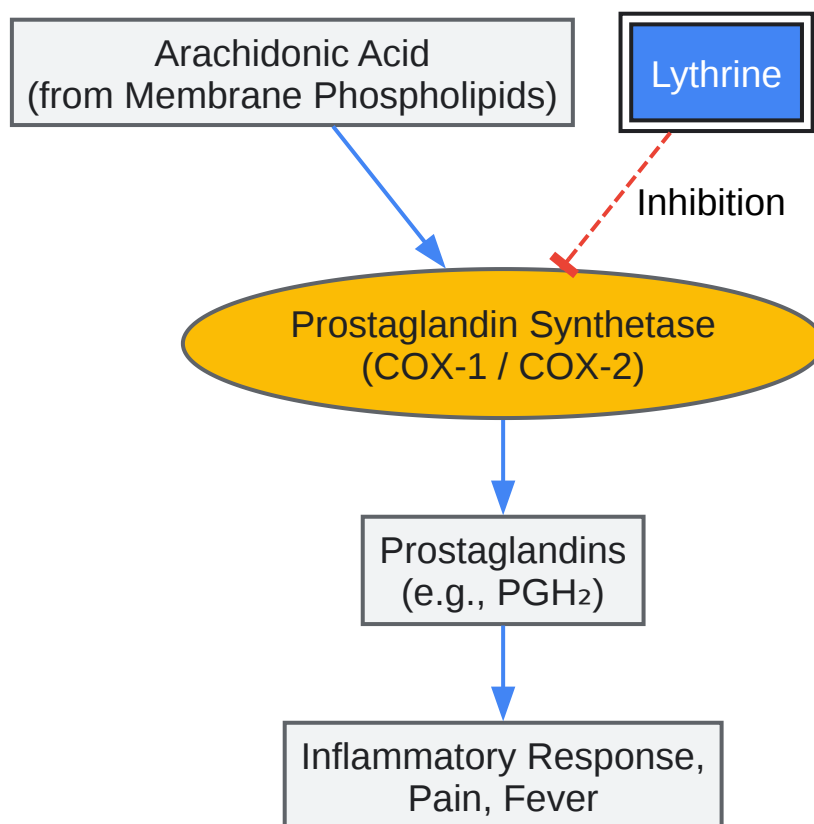 Arachidonic Acid
(from Membrane Phospholipids)
Lythrine
Inhibition
Prostaglandin Synthetase
(COX-1 / COX-2)
Prostaglandins
(e.g., PGH₂)
Inflammatory Response,
Pain, Fever